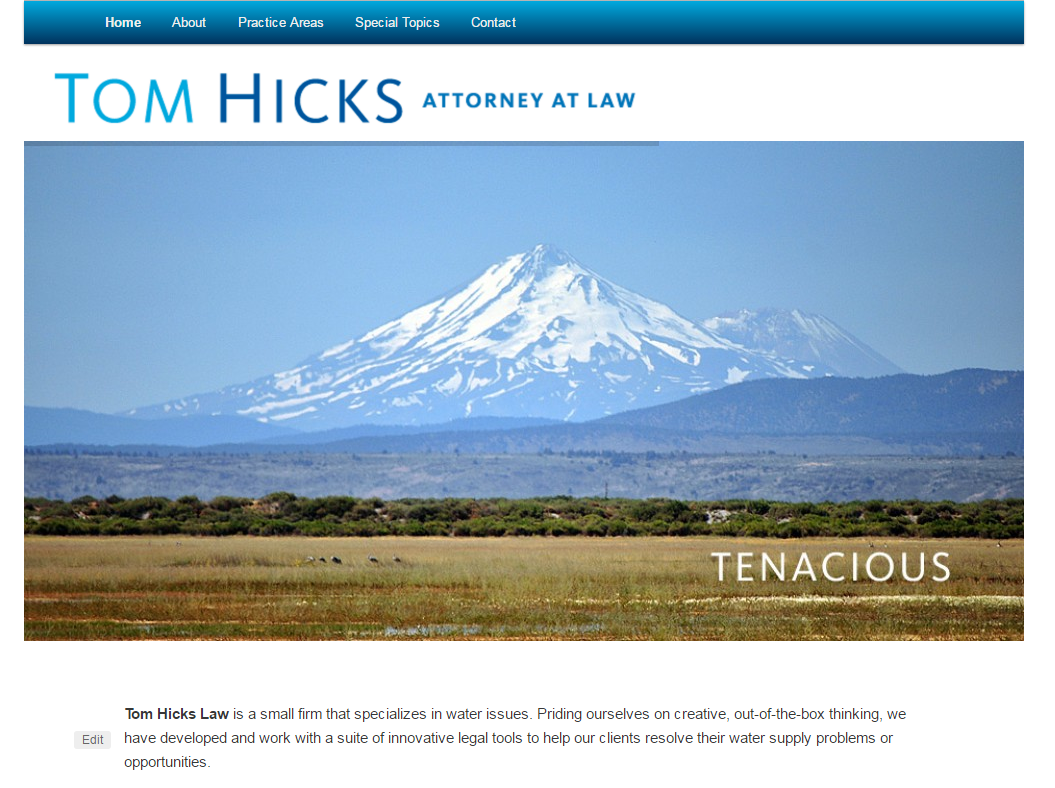 Home About Practice Areas Special Topics Contact
TOM HICKS ATTORNEY AT LAW
TENACIOUS
Tom Hicks Law is a small firm that specializes in water issues. Priding ourselves on creative, out-of-the-box thinking, we
Edit
have developed and work with a suite of innovative legal tools to help our clients resolve their water supply problems or
opportunities.